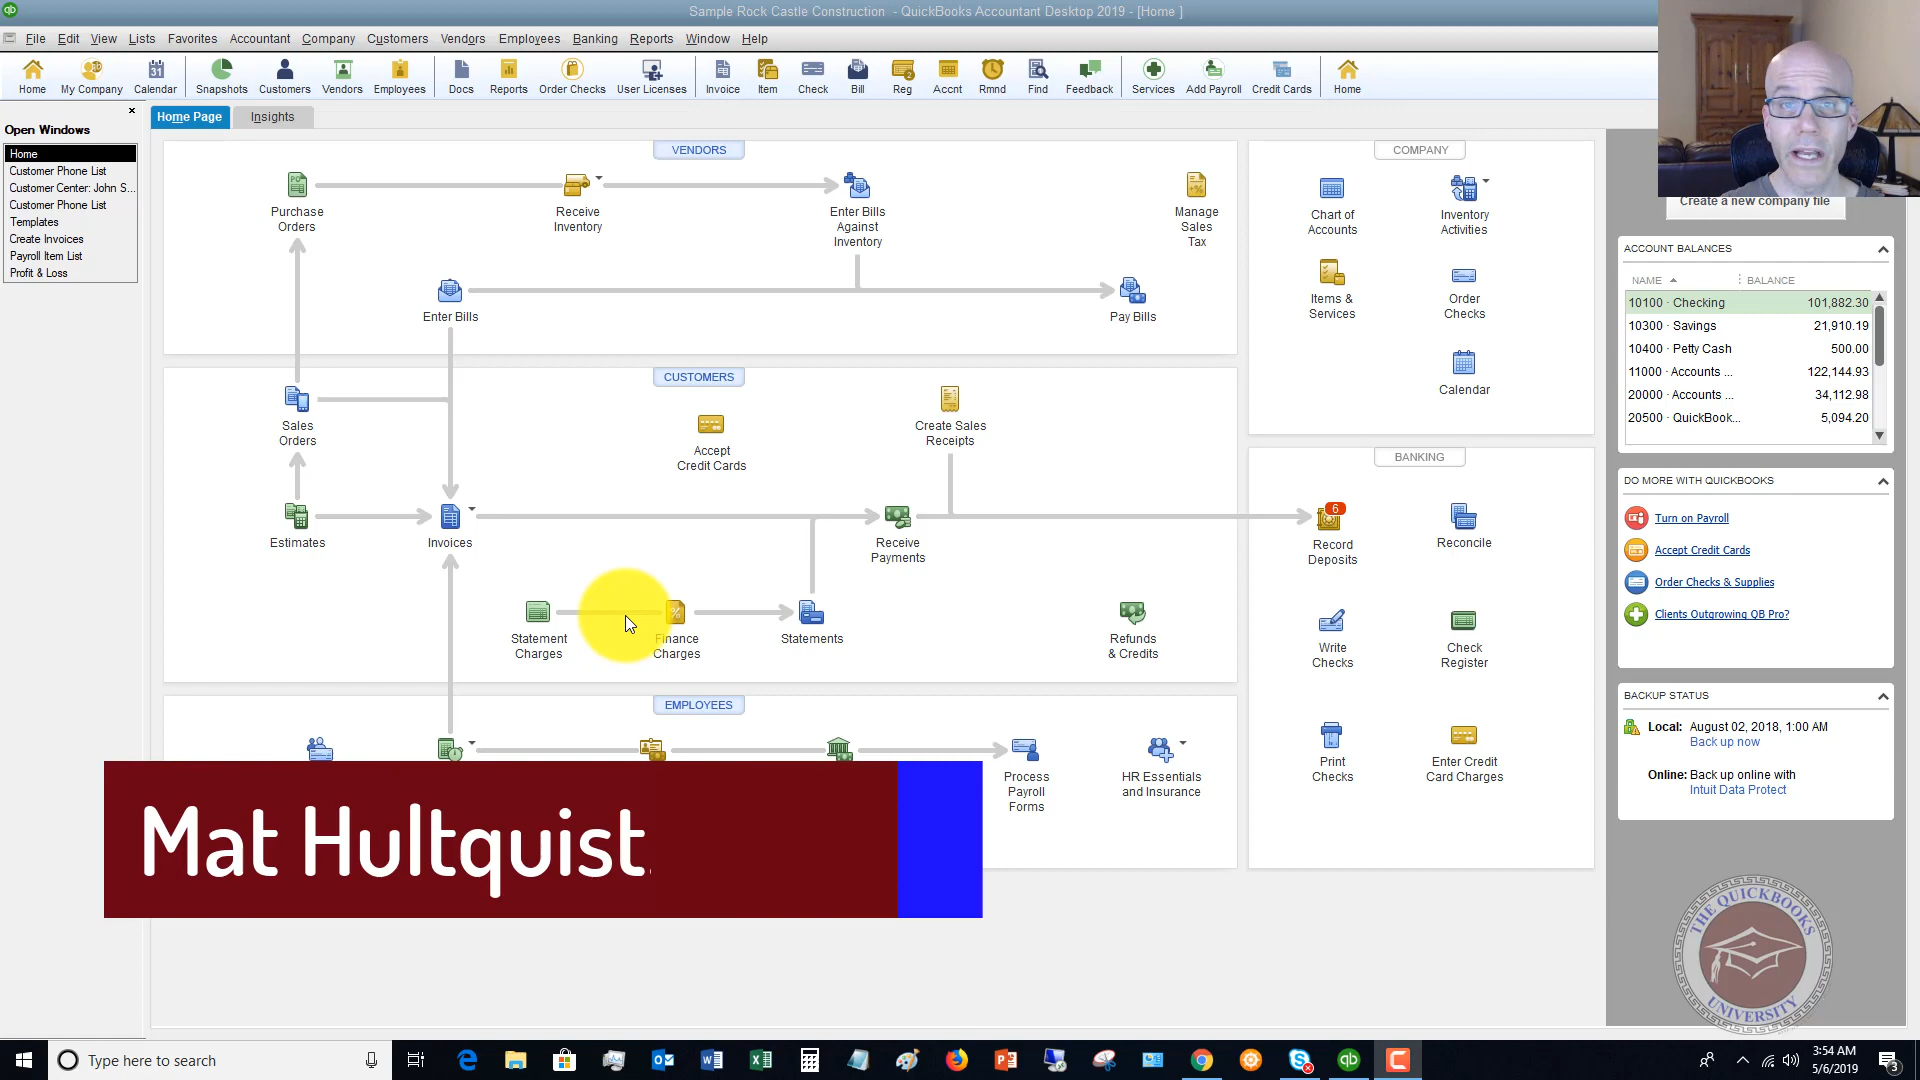 Sample Rock Castle Construction - QuickBooks Accountant Desktop 2019 - [Home ]
File Edit View Lists Favorites Accountant Company Customers Vendors Employees Banking Reports Window Help
Home My Company Calendar Snapshots Customers Vendors Employees Docs Reports Order Checks User Licenses Invoice Item Check Bill Reg Accnt Rmnd Find Feedback Services Add Payroll Credit Cards Home
Open Windows
Home
Customer Phone List
Customer Center: John S...
Customer Phone List
Templates
Create Invoices
Payroll Item List
Profit & Loss
Home Page Insights
VENDORS
Purchase
Orders
Receive
Inventory
Enter Bills
Against
Inventory
Manage
Sales
Tax
Enter Bills
Pay Bills
CUSTOMERS
Sales
Orders
Accept
Credit Cards
Create Sales
Receipts
Estimates
Invoices
Receive
Payments
Statement
Charges
Finance
Charges
Statements
Refunds
& Credits
EMPLOYEES
Process
Payroll
Forms
HR Essentials
and Insurance
COMPANY
Chart of
Accounts
Inventory
Activities
Items &
Services
Order
Checks
Calendar
BANKING
6
Record
Deposits
Reconcile
Write
Checks
Check
Register
Print
Checks
Enter Credit
Card Charges
Create a new company file
ACCOUNT BALANCES
NAME BALANCE
10100 · Checking 101,882.30
10300 · Savings 21,910.19
10400 · Petty Cash 500.00
11000 · Accounts ... 122,144.93
20000 · Accounts ... 34,112.98
20500 · QuickBook... 5,094.20
DO MORE WITH QUICKBOOKS
Turn on Payroll
Accept Credit Cards
Order Checks & Supplies
Clients Outgrowing QB Pro?
BACKUP STATUS
Local: August 02, 2018, 1:00 AM
Back up now
Online: Back up online with
Intuit Data Protect
Mat Hultquist
THE QUICKBOOKS
UNIVERSITY
Type here to search
3:54 AM
5/6/2019
3